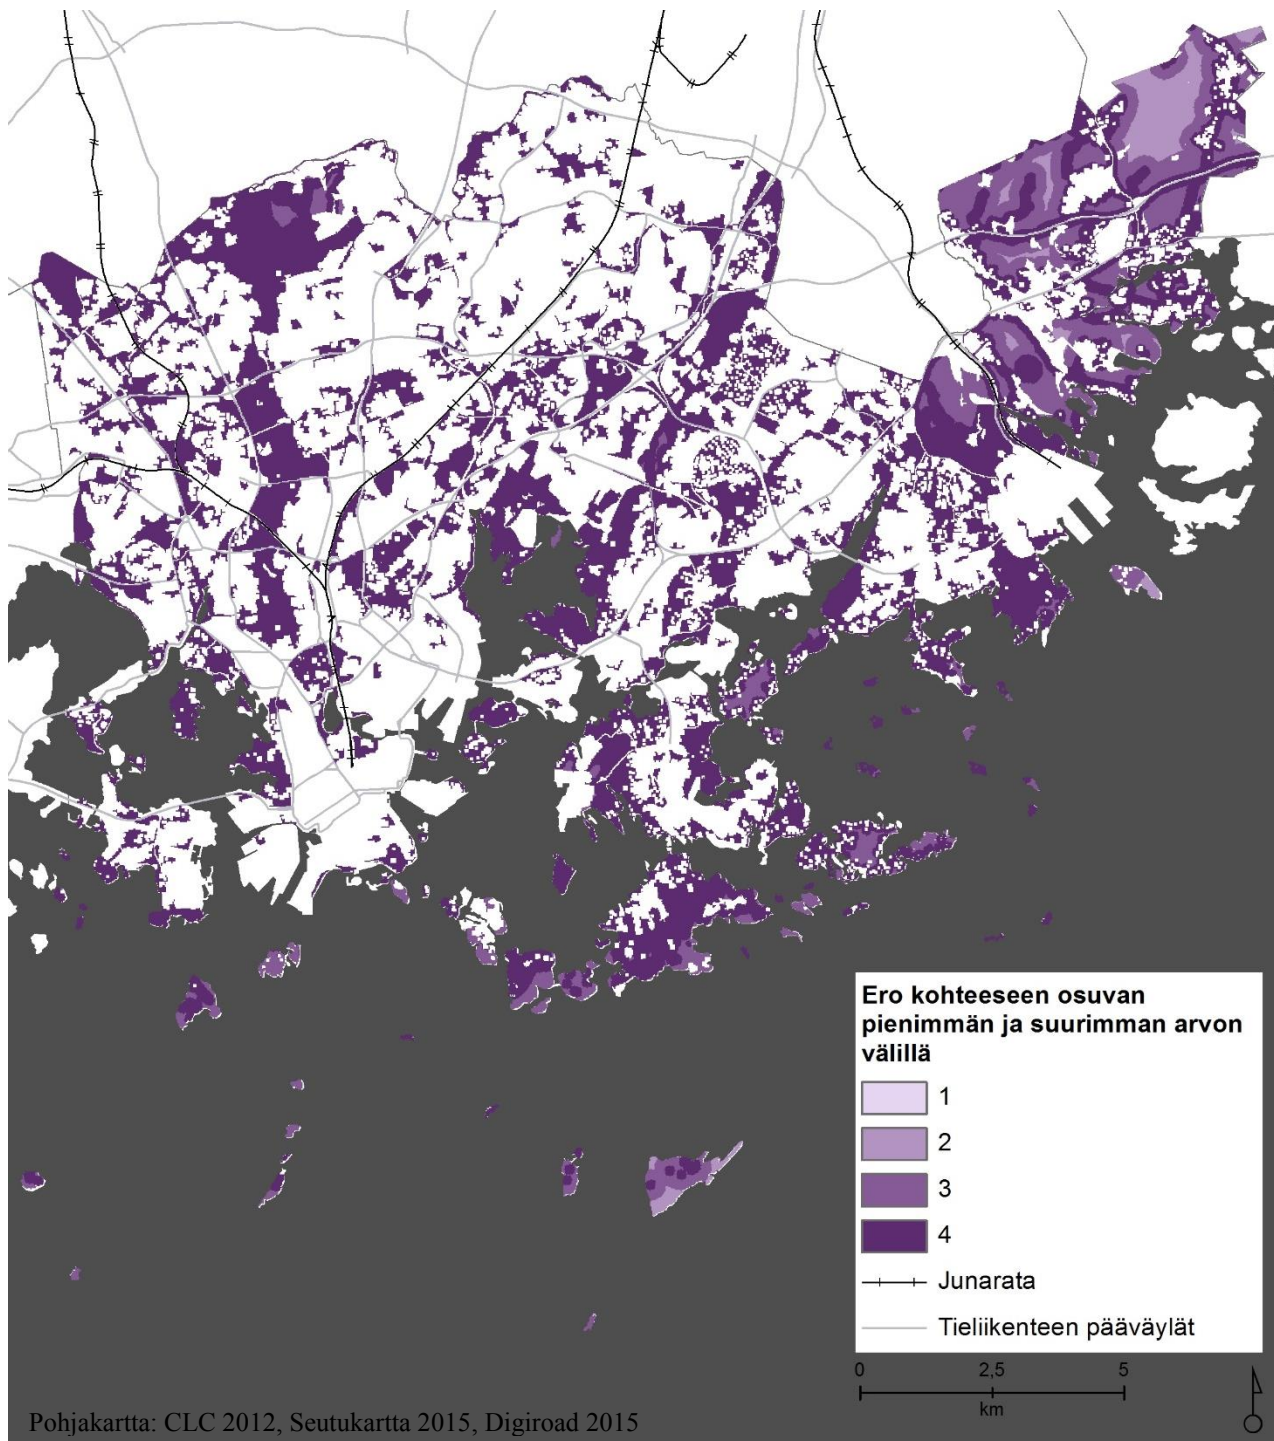 Ero kohteeseen osuvan
pienimmän ja suurimman arvon
välillä
1
2
3
4
Junarata
Tieliikenteen pääväylät
0 2,5 5
km
Pohjakartta: CLC 2012, Seutukartta 2015, Digiroad 2015